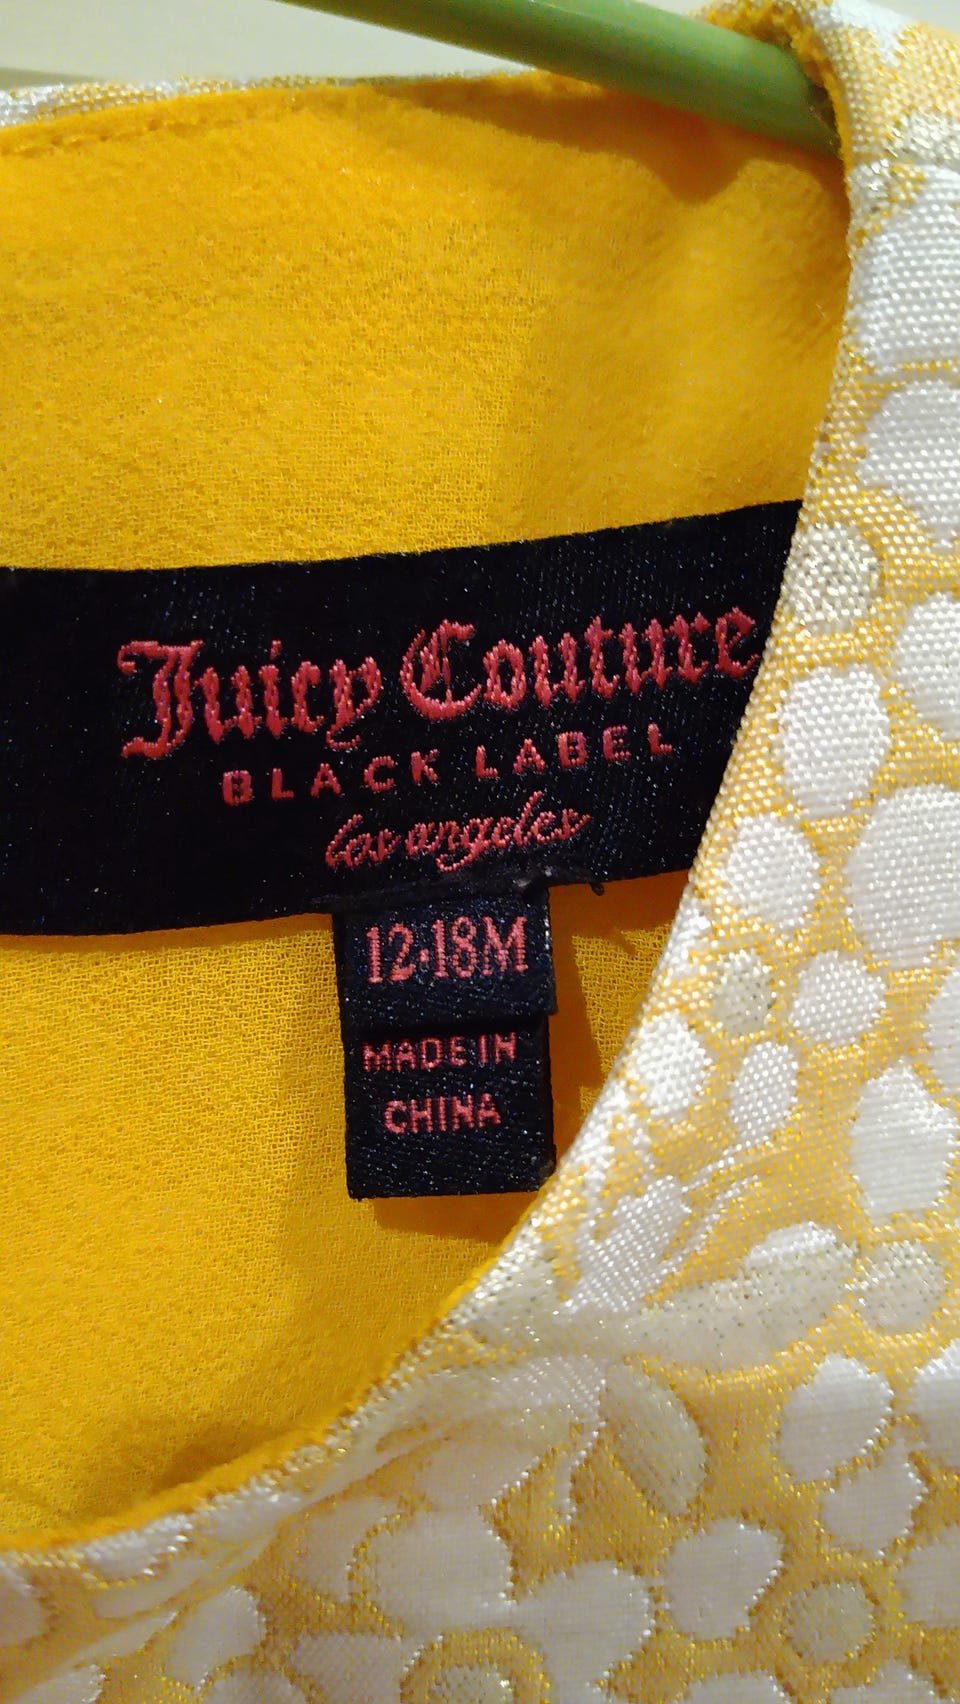 Juicy Couture
BLACK LABEL
los angeles
12·18M
MADE IN
CHINA